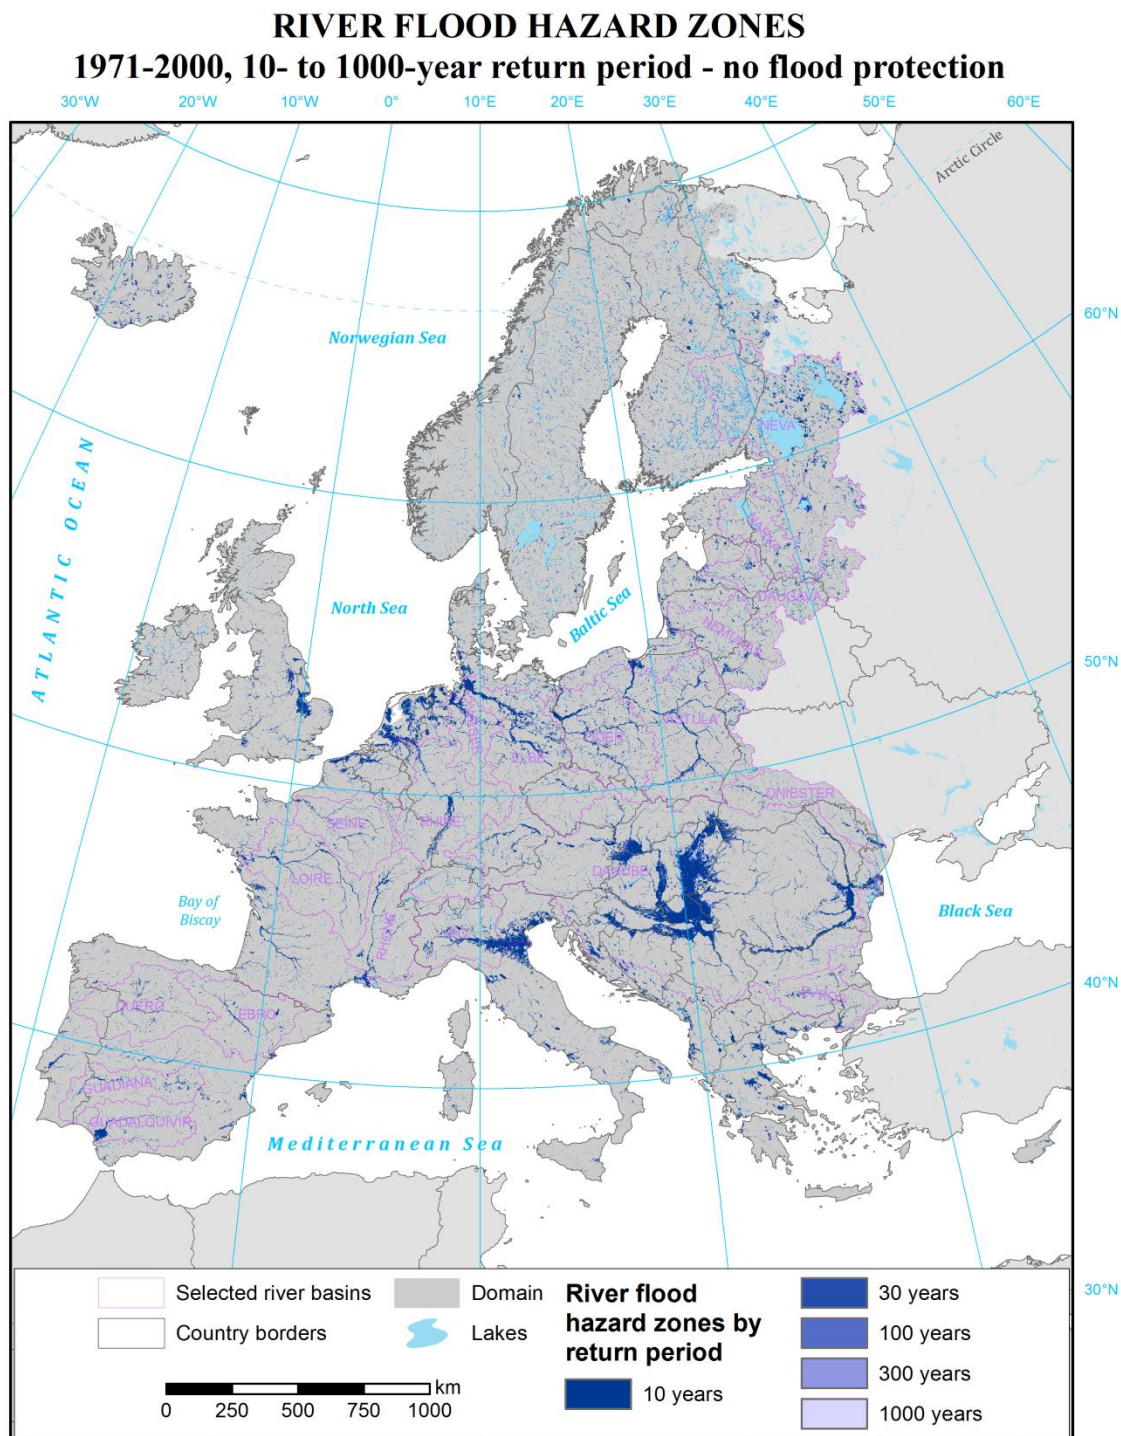 RIVER FLOOD HAZARD ZONES
1971-2000, 10- to 1000-year return period - no flood protection
30°W 20°W 10°W 0° 10°E 20°E 30°E 40°E 50°E 60°E
Arctic Circle
60°N
Norwegian Sea
NEVA
ATLANTIC OCEAN
NARVA
North Sea
Baltic Sea
DAUGAVA
NEMUNAS
50°N
WESER
VISTULA
ODER
ELBE
DNIESTER
SEINE
RHINE
DANUBE
LOIRE
Bay of
Biscay
Black Sea
RHONE
PO
40°N
DUERO
EBRO
EVROS
GUADIANA
GUADALQUIVIR
Mediterranean Sea
30°N
Selected river basins
Country borders
Domain
Lakes
River flood
hazard zones by
return period
10 years
30 years
100 years
300 years
1000 years
km
0 250 500 750 1000